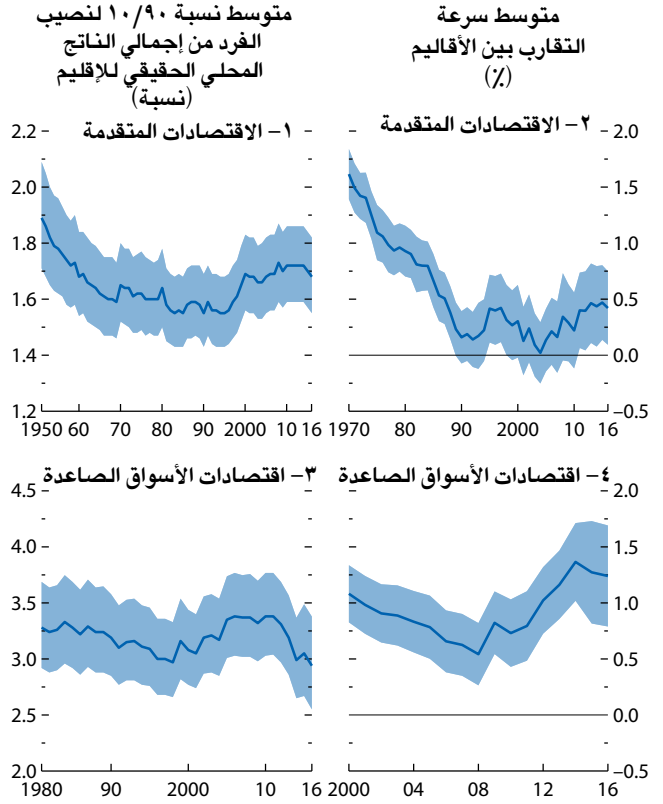 متوسط نسبة ١٠/٩٠ لنصيب
الفرد من إجمالي الناتج
المحلي الحقيقي للإقليم
(نسبة)
متوسط سرعة
التقارب بين الأقاليم
(٪)
١– الاقتصادات المتقدمة
2.2
2.0
1.8
1.6
1.4
1.2
1950 60 70 80 90 2000 10 16
٢– الاقتصادات المتقدمة
2.0
1.5
1.0
0.5
0.0
–0.5
1970 80 90 2000 10 16
٣– اقتصادات الأسواق الصاعدة
4.5
4.0
3.5
3.0
2.5
2.0
1980 90 2000 10 16
٤– اقتصادات الأسواق الصاعدة
2.0
1.5
1.0
0.5
0.0
–0.5
2000 04 08 12 16